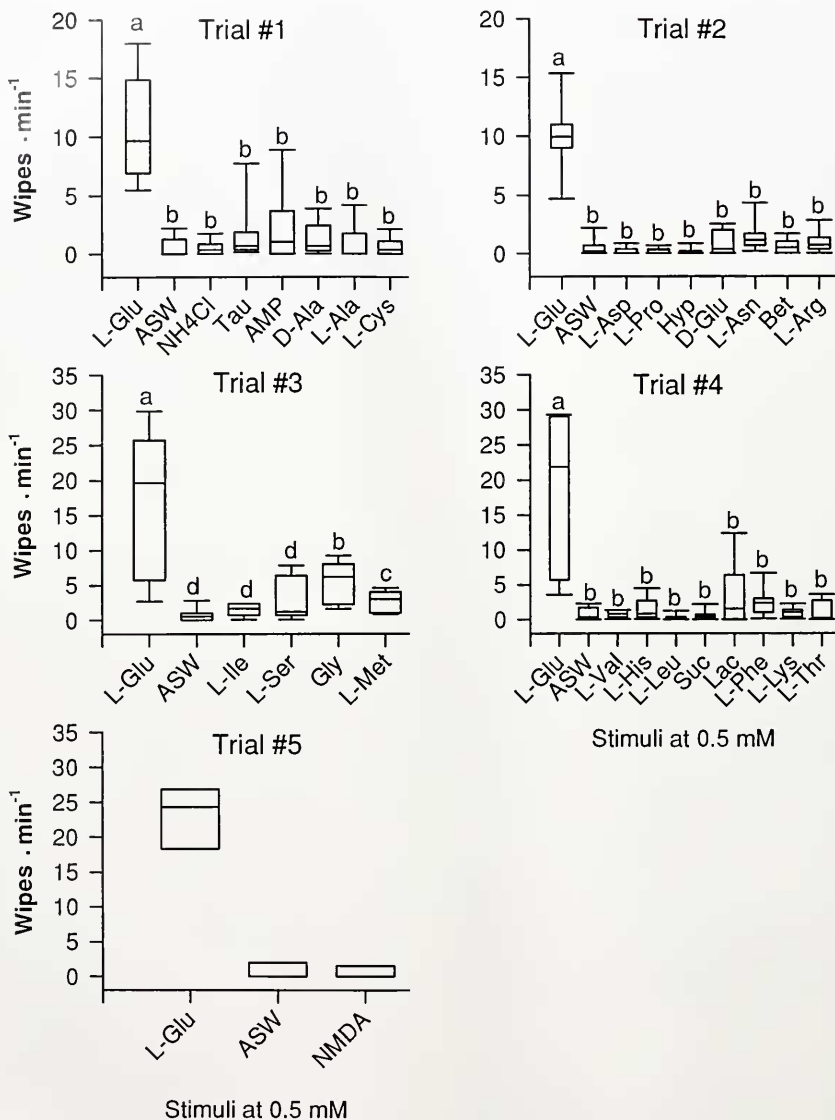 Trial #1
Wipes · min-1
20
15
10
5
0
a
b
b
b
b
b
b
b
L-Glu
ASW
NH4Cl
Tau
AMP
D-Ala
L-Ala
L-Cys
Trial #2
20
15
10
5
0
a
b
b
b
b
b
b
b
b
L-Glu
ASW
L-Asp
L-Pro
Hyp
D-Glu
L-Asn
Bet
L-Arg
Trial #3
Wipes · min-1
35
30
25
20
15
10
5
0
a
d
d
d
b
c
L-Glu
ASW
L-Ile
L-Ser
Gly
L-Met
Trial #4
35
30
25
20
15
10
5
0
a
b
b
b
b
b
b
b
b
b
L-Glu
ASW
L-Val
L-His
L-Leu
Suc
Lac
L-Phe
L-Lys
L-Thr
Stimuli at 0.5 mM
Trial #5
Wipes · min-1
35
30
25
20
15
10
5
0
L-Glu
ASW
NMDA
Stimuli at 0.5 mM